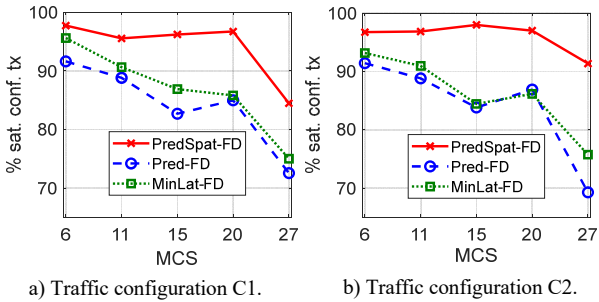 100
90
80
70
% sat. conf. tx
PredSpat-FD
Pred-FD
MinLat-FD
6 11 15 20 27
MCS
a) Traffic configuration C1.
100
90
80
70
% sat. conf. tx
PredSpat-FD
Pred-FD
MinLat-FD
6 11 15 20 27
MCS
b) Traffic configuration C2.